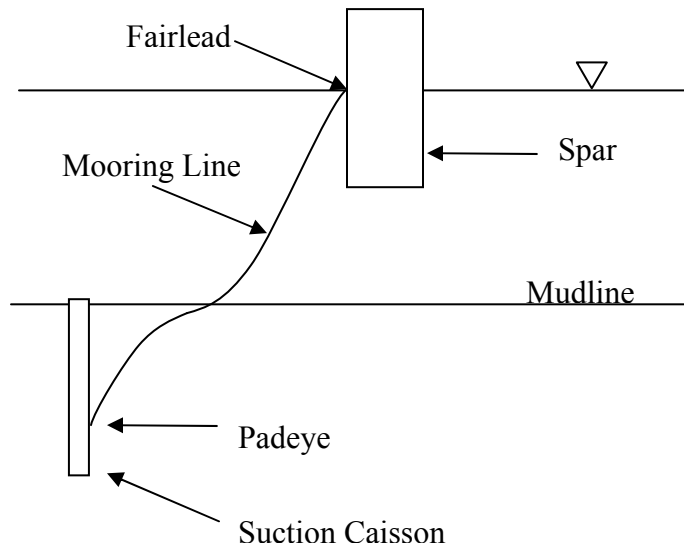 Fairlead
Mooring Line
Spar
Mudline
Padeye
Suction Caisson